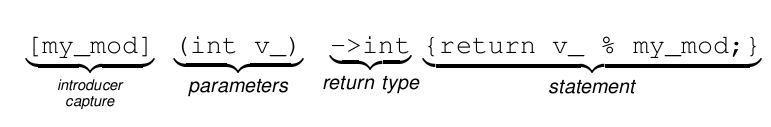 [my_mod] (int v_) ->int {return v_ % my_mod;}
introducer parameters return type statement
capture